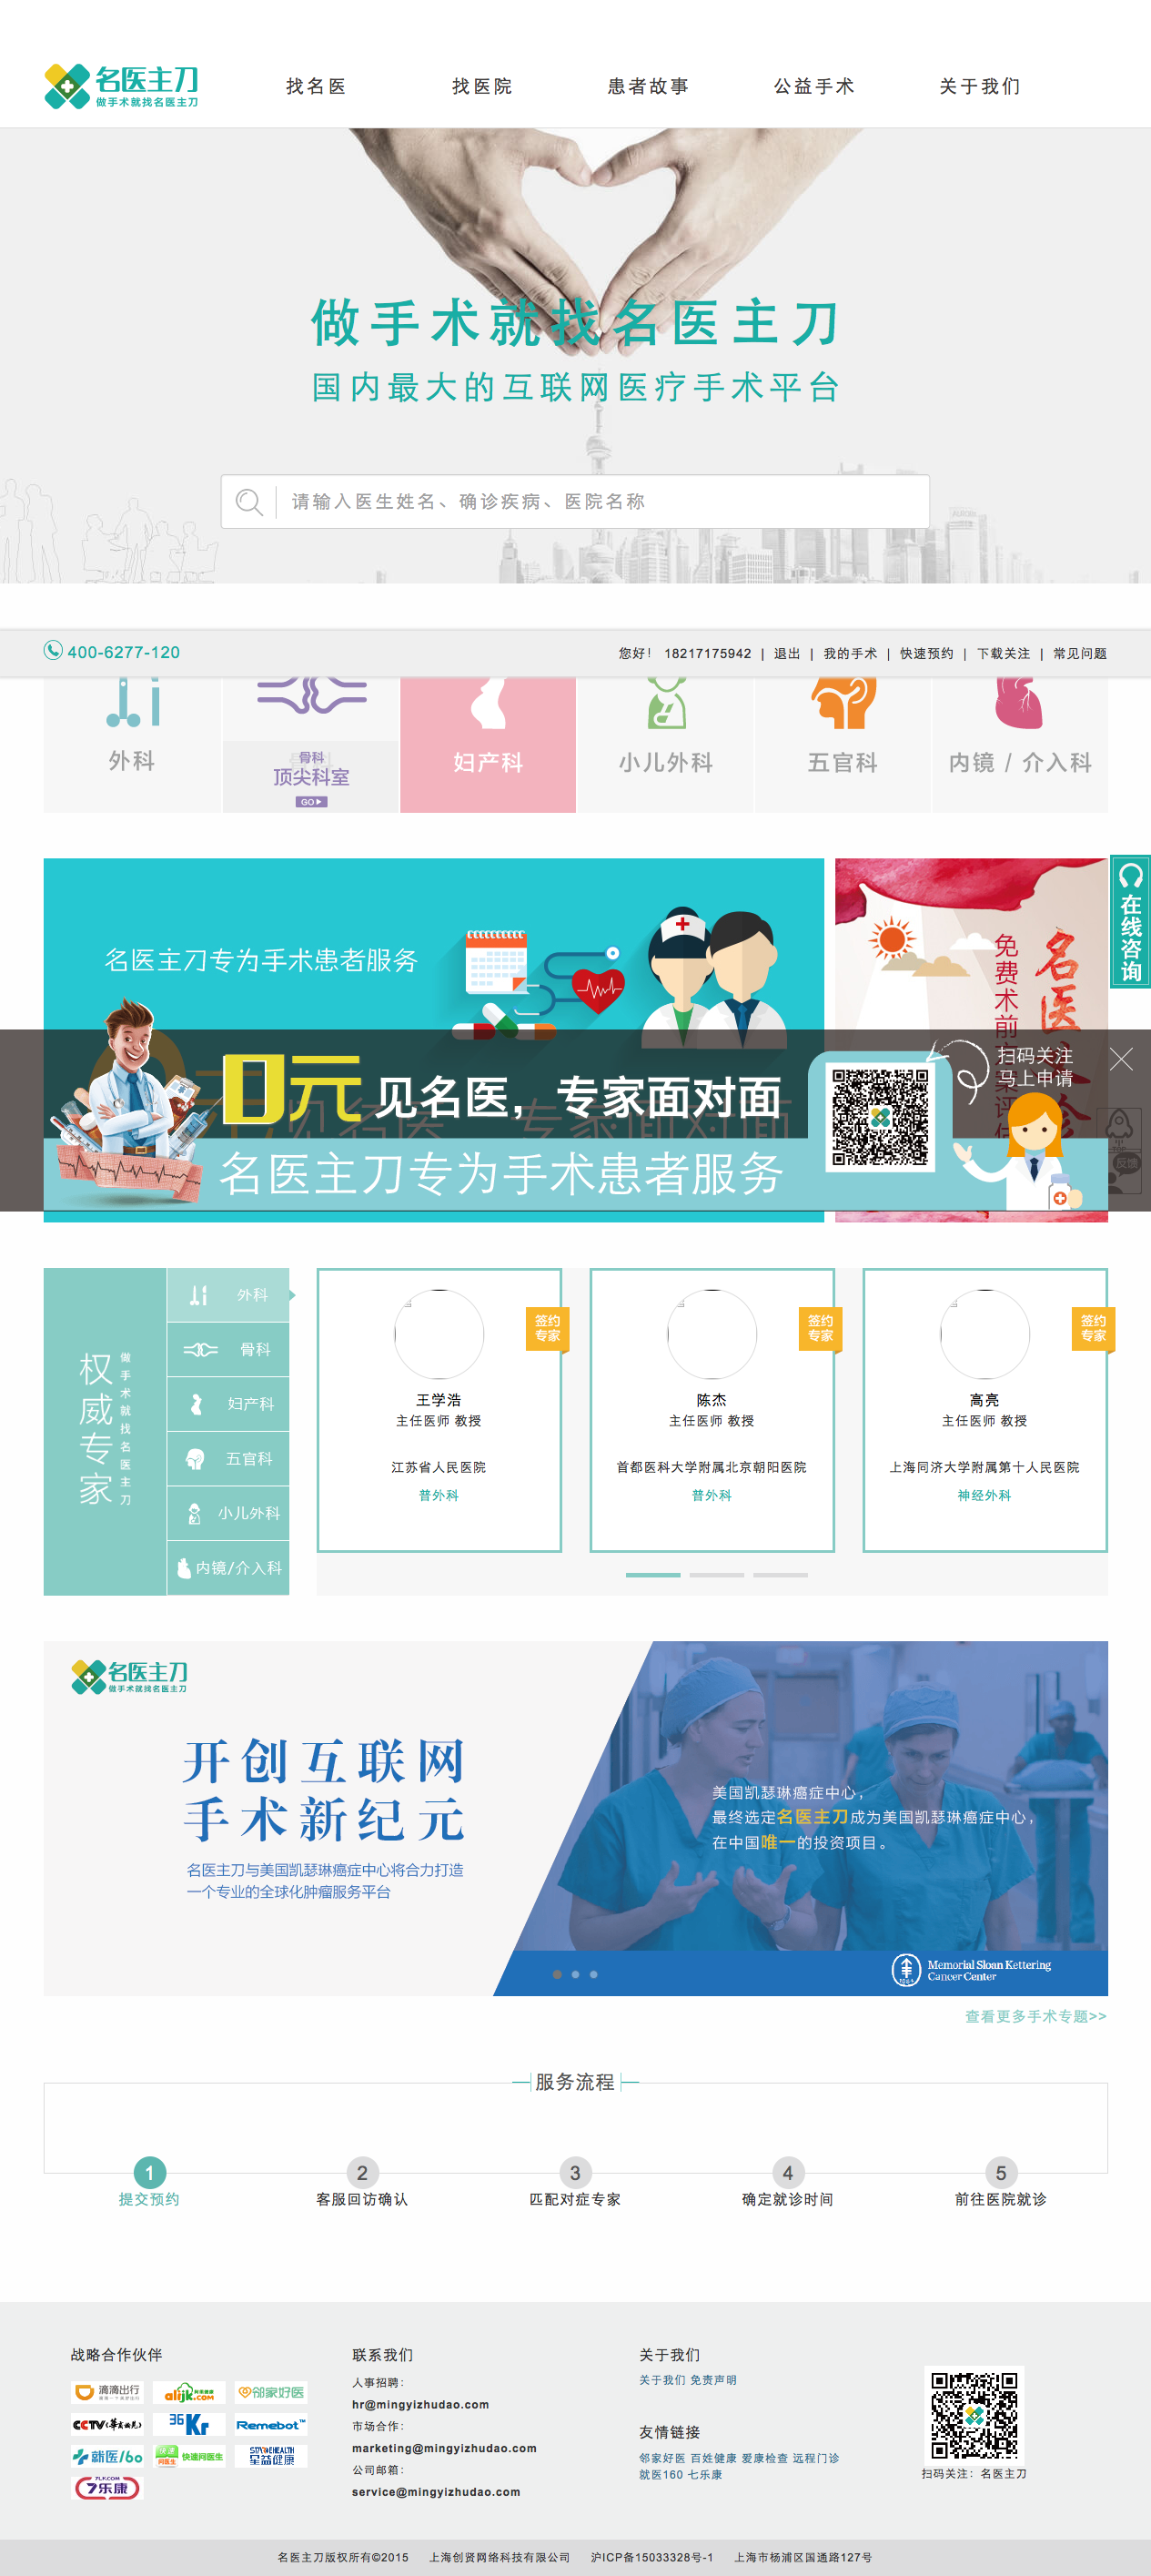 名医主刀
做手术就找名医主刀
找名医
找医院
患者故事
公益手术
关于我们
做手术就找名医主刀
国内最大的互联网医疗手术平台
请输入医生姓名、确诊疾病、医院名称
400-6277-120
您好! 18217175942 | 退出 | 我的手术 | 快速预约 | 下载关注 | 常见问题
外科
骨科
顶尖科室
GO
妇产科
小儿外科
五官科
内镜 / 介入科
在线咨询
名医主刀专为手术患者服务
免费术前
名医
0元见名医，专家面对面
名医主刀专为手术患者服务
扫码关注
马上申请
反馈
权威专家
做手术就找名医主刀
外科
骨科
妇产科
五官科
小儿外科
内镜/介入科
签约
专家
王学浩
主任医师 教授
江苏省人民医院
普外科
签约
专家
陈杰
主任医师 教授
首都医科大学附属北京朝阳医院
普外科
签约
专家
高亮
主任医师 教授
上海同济大学附属第十人民医院
神经外科
名医主刀
做手术就找名医主刀
开创互联网
手术新纪元
名医主刀与美国凯瑟琳癌症中心将合力打造
一个专业的全球化肿瘤服务平台
美国凯瑟琳癌症中心，
最终选定名医主刀成为美国凯瑟琳癌症中心，
在中国唯一的投资项目。
Memorial Sloan Kettering
Cancer Center
查看更多手术专题>>
服务流程
1
提交预约
2
客服回访确认
3
匹配对症专家
4
确定就诊时间
5
前往医院就诊
战略合作伙伴
滴滴出行
alijk.com
邻家好医
CCTV
36Kr
Remebot™
就医160
快速问医生
7乐康
联系我们
人事招聘：
hr@mingyizhudao.com
市场合作：
marketing@mingyizhudao.com
公司邮箱：
service@mingyizhudao.com
关于我们
关于我们 免责声明
友情链接
邻家好医 百姓健康 爱康检查 远程门诊
就医160 七乐康
扫码关注：名医主刀
名医主刀版权所有©2015 上海创贤网络科技有限公司 沪ICP备15033328号-1 上海市杨浦区国通路127号